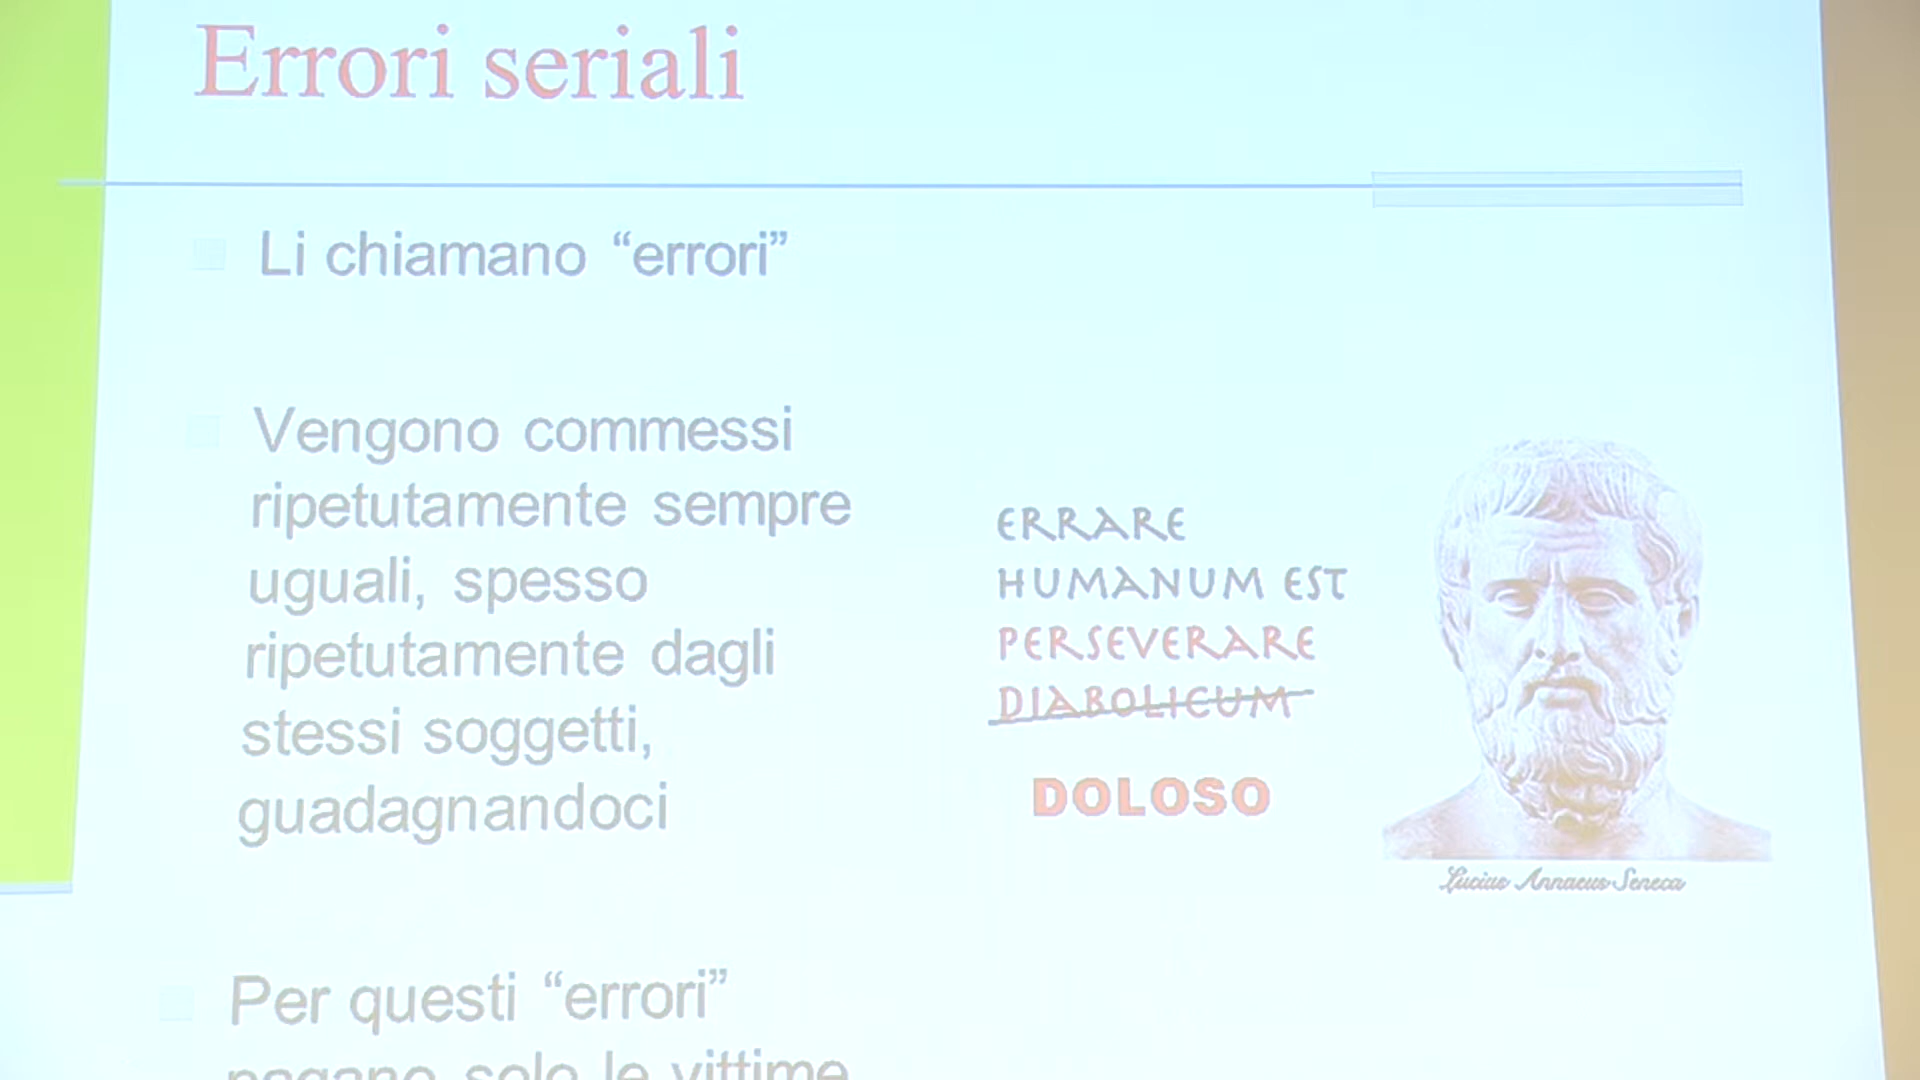 Errori seriali
Li chiamano “errori”
Vengono commessi
ripetutamente sempre
uguali, spesso
ripetutamente dagli
stessi soggetti,
guadagnandoci
ERRARE
HUMANUM EST
PERSEVERARE
DIABOLICUM
DOLOSO
Lucius Annaeus Seneca
Per questi “errori”
pagano solo le vittime